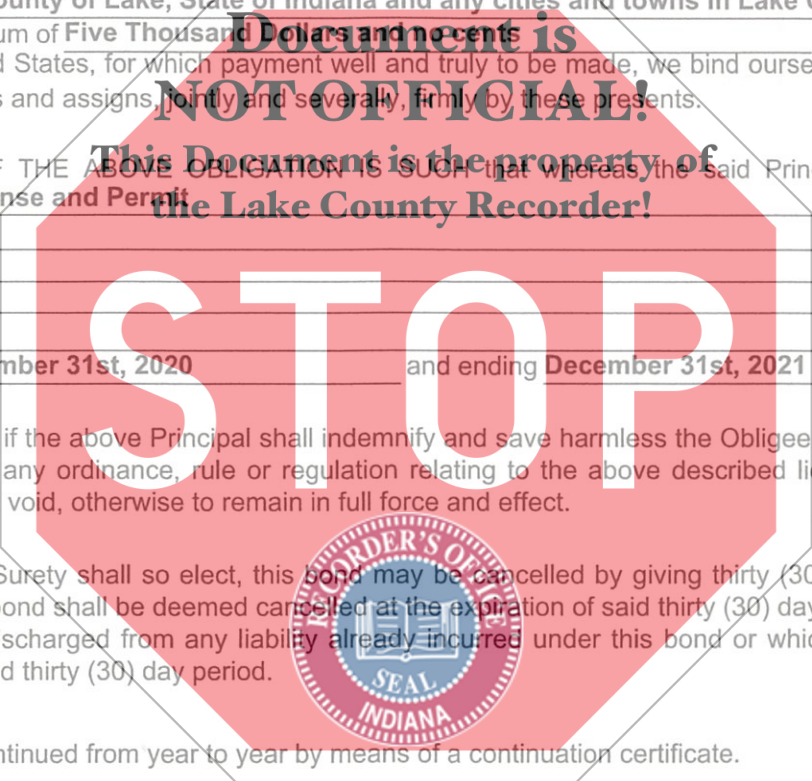 ounty of Lake, State of Indiana and any cities and towns in Lake
um of Five Thousand Dollars and no cents
Document is
d States, for which payment well and truly to be made, we bind ourse
s and assigns, jointly and severally, firmly by these presents.
NOT OFFICIAL!
This Document is the property of
F THE ABOVE OBLIGATION IS SUCH that whereas the said Prin
nse and Permit
the Lake County Recorder!
STOP
mber 31st, 2020 and ending December 31st, 2021
if the above Principal shall indemnify and save harmless the Obligee
any ordinance, rule or regulation relating to the above described li
void, otherwise to remain in full force and effect.
RECORDER'S OFFICE
Surety shall so elect, this bond may be cancelled by giving thirty (30
ond shall be deemed cancelled at the expiration of said thirty (30) day
scharged from any liability already incurred under this bond or whic
d thirty (30) day period.
SEAL
INDIANA
ntinued from year to year by means of a continuation certificate.